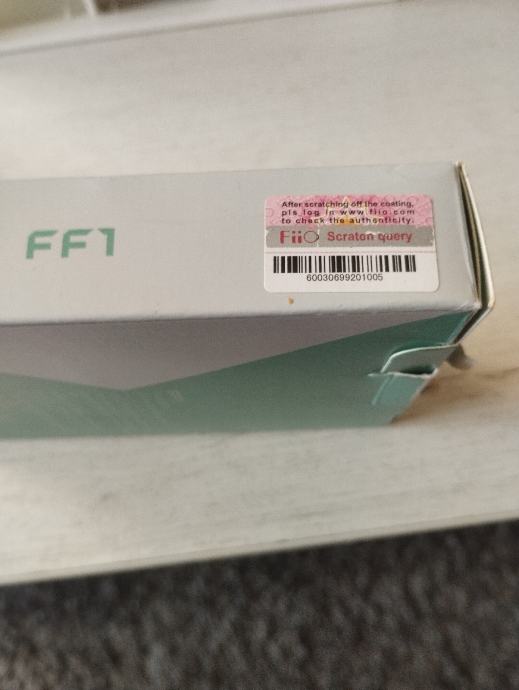 FF1
After scratching off the coating,
pls log in www.fiio.com
to check the authenticity.
FiiO Scraton query
60030699201005